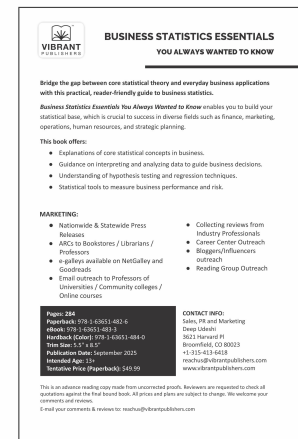 VIBRANT
PUBLISHERS
BUSINESS STATISTICS ESSENTIALS
YOU ALWAYS WANTED TO KNOW
Bridge the gap between core statistical theory and everyday business applications
with this practical, reader-friendly guide to business statistics.
Business Statistics Essentials You Always Wanted to Know enables you to build your
statistical base, which is crucial to success in diverse fields such as finance, marketing,
operations, human resources, and strategic planning.
This book offers:
● Explanations of core statistical concepts in business.
● Guidance on interpreting and analyzing data to guide business decisions.
● Understanding of hypothesis testing and regression techniques.
● Statistical tools to measure business performance and risk.
MARKETING:
● Nationwide & Statewide Press
Releases
● ARCs to Bookstores / Librarians /
Professors
● e-galleys available on NetGalley and
Goodreads
● Email outreach to Professors of
Universities / Community colleges /
Online courses
● Collecting reviews from
Industry Professionals
● Career Center Outreach
● Bloggers/Influencers
outreach
● Reading Group Outreach
Pages: 284
Paperback: 978-1-63651-482-6
eBook: 978-1-63651-483-3
Hardback (Color): 978-1-63651-484-0
Trim Size: 5.5" x 8.5"
Publication Date: September 2025
Intended Age: 13+
Tentative Price (Paperback): $49.99
CONTACT INFO:
Sales, PR and Marketing
Deep Udeshi
3621 Harvard Pl
Broomfield, CO 80023
+1-315-413-6418
reachus@vibrantpublishers.com
www.vibrantpublishers.com
This is an advance reading copy made from uncorrected proofs. Reviewers are requested to check all
quotations against the final bound book. All prices and plans are subject to change. We welcome your
comments and reviews.
E-mail your comments & reviews to: reachus@vibrantpublishers.com